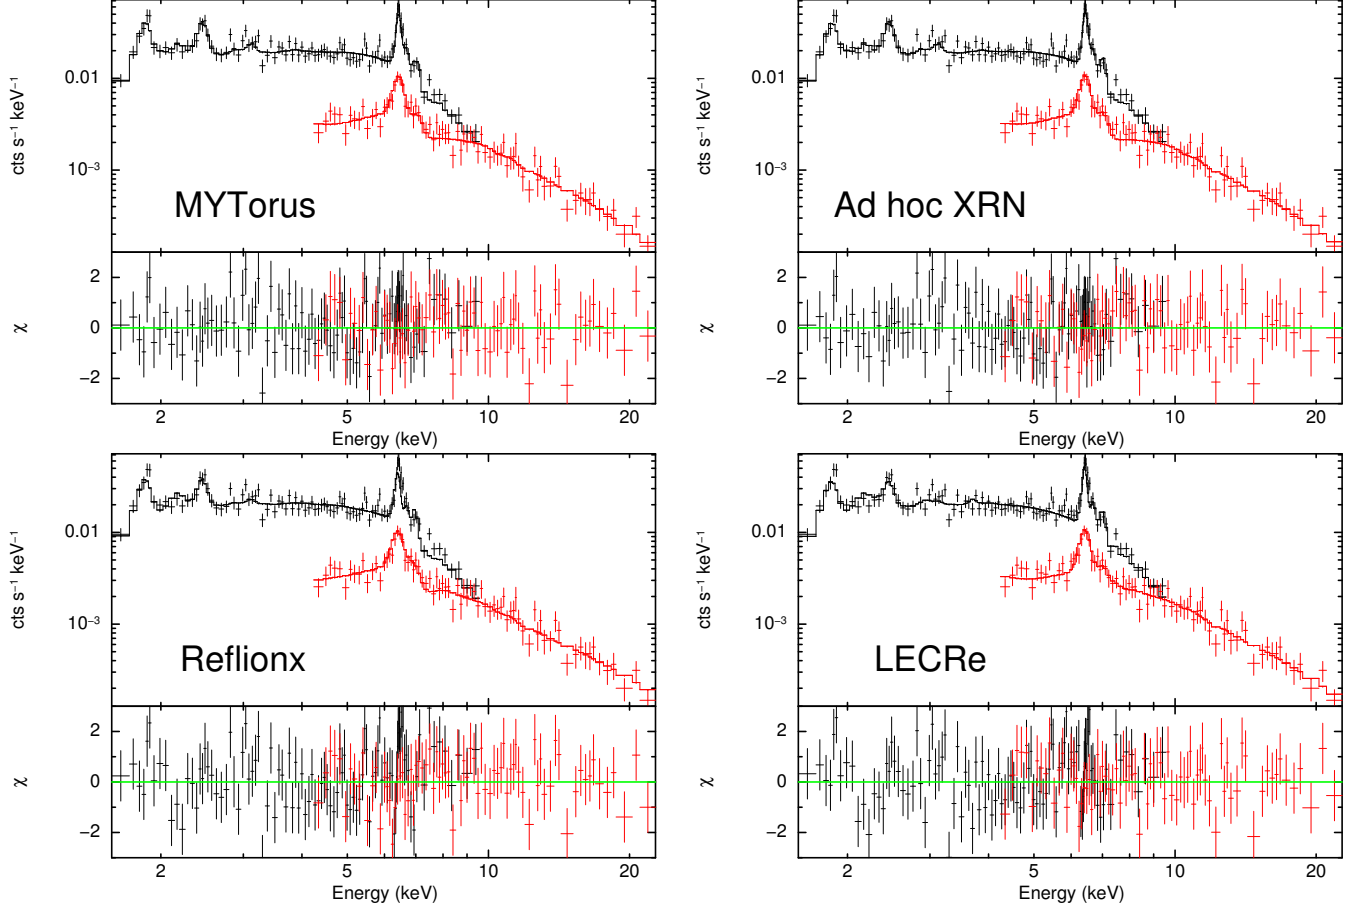 cts s⁻¹ keV⁻¹
0.01
10⁻³
MYTorus
χ
2
0
−2
2 5 10 20
Energy (keV)
cts s⁻¹ keV⁻¹
0.01
10⁻³
Ad hoc XRN
χ
2
0
−2
2 5 10 20
Energy (keV)
cts s⁻¹ keV⁻¹
0.01
10⁻³
Reflionx
χ
2
0
−2
2 5 10 20
Energy (keV)
cts s⁻¹ keV⁻¹
0.01
10⁻³
LECRe
χ
2
0
−2
2 5 10 20
Energy (keV)